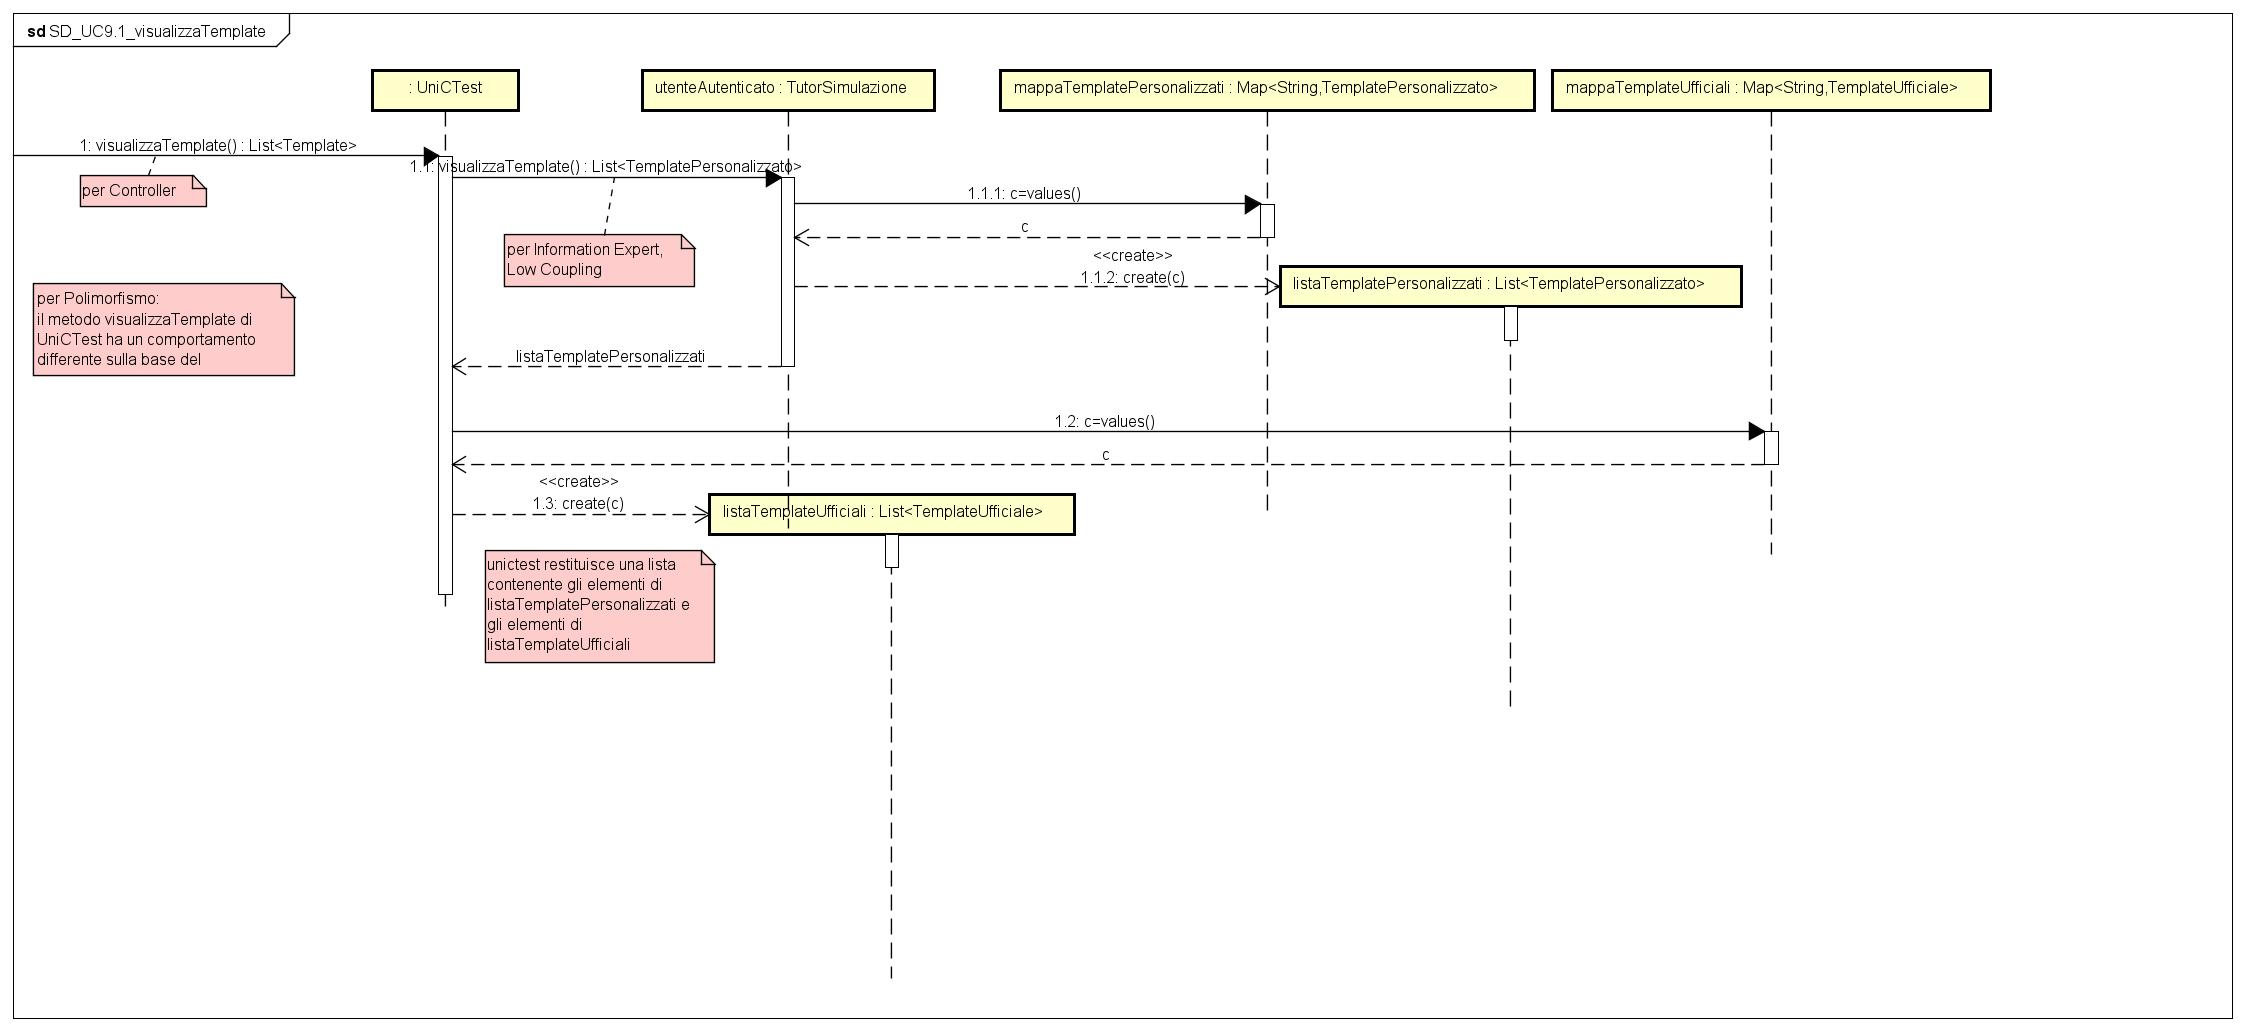 sd SD_UC9.1_visualizzaTemplate
: UniCTest
utenteAutenticato : TutorSimulazione
mappaTemplatePersonalizzati : Map<String,TemplatePersonalizzato>
mappaTemplateUfficiali : Map<String,TemplateUfficiale>
1: visualizzaTemplate() : List<Template>
1.1: visualizzaTemplate() : List<TemplatePersonalizzato>
per Controller
1.1.1: c=values()
c
per Information Expert,
Low Coupling
<<create>>
1.1.2: create(c)
listaTemplatePersonalizzati : List<TemplatePersonalizzato>
per Polimorfismo:
il metodo visualizzaTemplate di
UniCTest ha un comportamento
differente sulla base del
listaTemplatePersonalizzati
1.2: c=values()
c
<<create>>
1.3: create(c)
listaTemplateUfficiali : List<TemplateUfficiale>
unictest restituisce una lista
contenente gli elementi di
listaTemplatePersonalizzati e
gli elementi di
listaTemplateUfficiali